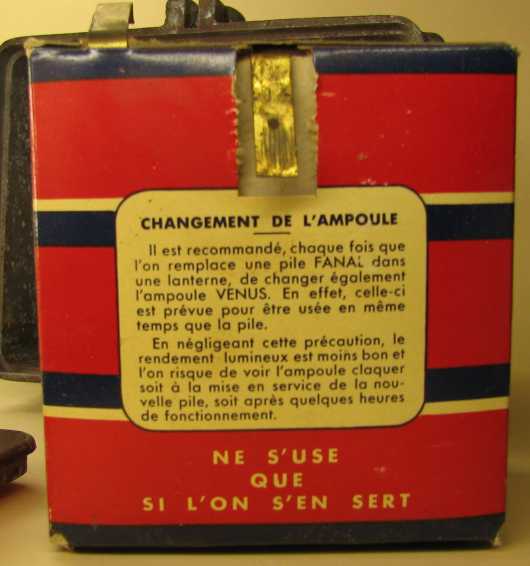 CHANGEMENT DE L'AMPOULE
Il est recommandé, chaque fois que
l'on remplace une pile FANAL dans
une lanterne, de changer également
l'ampoule VENUS. En effet, celle-ci
est prévue pour être usée en même
temps que la pile.
En négligeant cette précaution, le
rendement lumineux est moins bon et
l'on risque de voir l'ampoule claquer
soit à la mise en service de la nou-
velle pile, soit après quelques heures
de fonctionnement.
NE S'USE
QUE
SI L'ON S'EN SERT